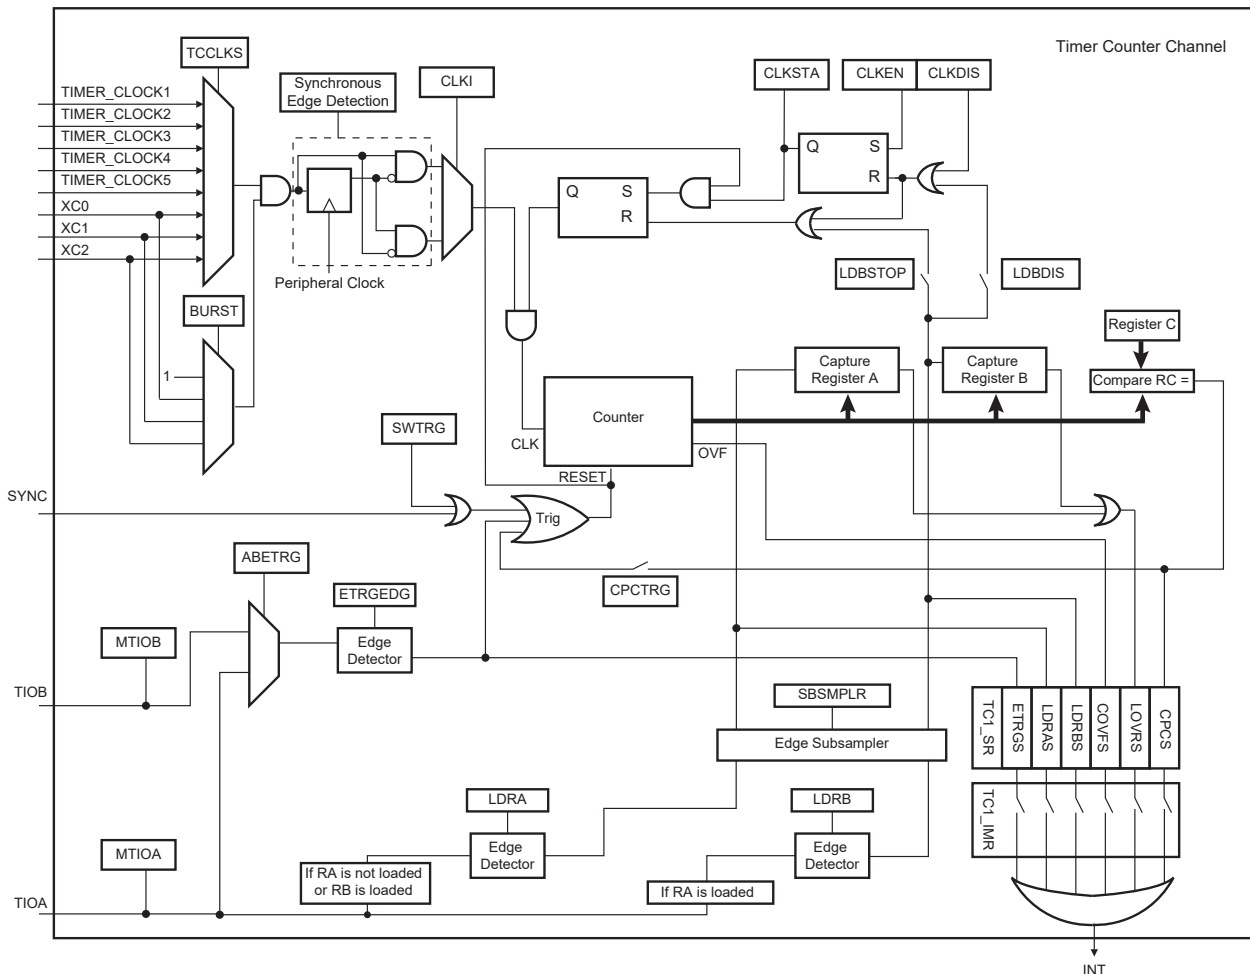 Timer Counter Channel
TCCLKS
Synchronous
Edge Detection
CLKI
CLKSTA
CLKEN
CLKDIS
TIMER_CLOCK1
TIMER_CLOCK2
TIMER_CLOCK3
TIMER_CLOCK4
TIMER_CLOCK5
XC0
XC1
XC2
Q
S
R
Q
S
R
Peripheral Clock
LDBSTOP
LDBDIS
BURST
1
Register C
Capture
Register A
Capture
Register B
Compare RC =
Counter
SWTRG
CLK
OVF
RESET
SYNC
Trig
ABETRG
ETRGEDG
CPCTRG
MTIOB
Edge
Detector
TIOB
SBSMPLR
Edge Subsampler
TC1_SR
ETRGS
LDRAS
LDRBS
COVFS
LOVRS
CPCS
LDRA
LDRB
TC1_IMR
MTIOA
Edge
Detector
Edge
Detector
If RA is not loaded
or RB is loaded
If RA is loaded
TIOA
INT